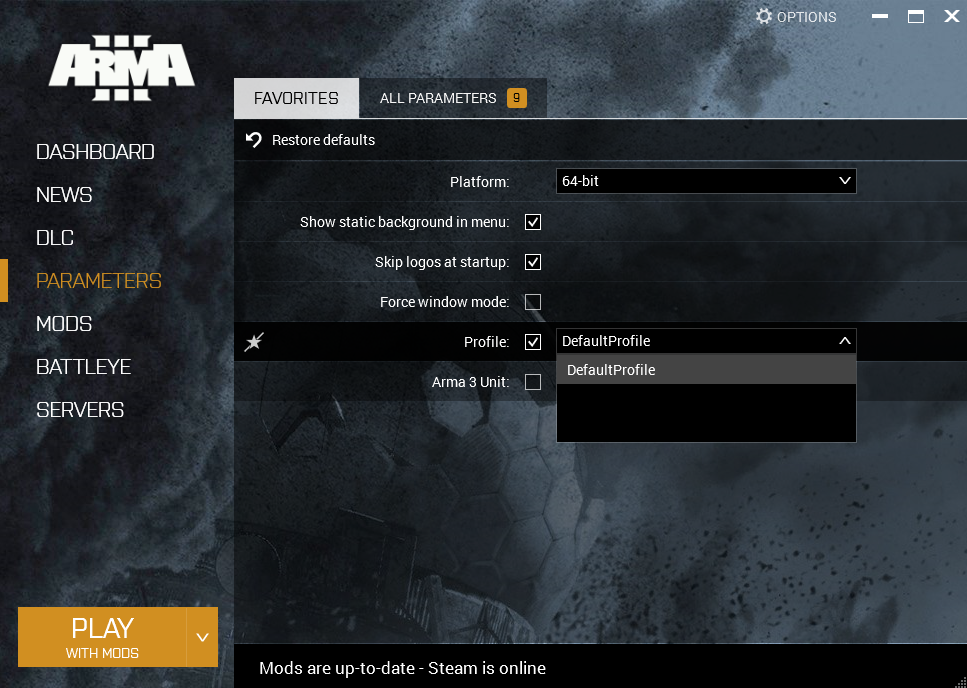 OPTIONS
ARMA III
FAVORITES
ALL PARAMETERS 9
Restore defaults
DASHBOARD
NEWS
DLC
PARAMETERS
MODS
BATTLEYE
SERVERS
Platform: 64-bit
Show static background in menu:
Skip logos at startup:
Force window mode:
Profile: DefaultProfile
DefaultProfile
Arma 3 Unit:
PLAY
WITH MODS
Mods are up-to-date - Steam is online